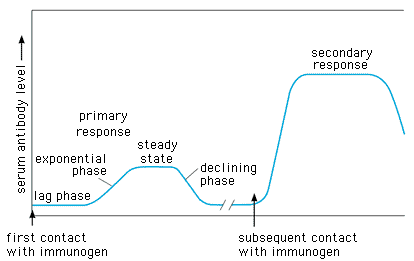 serum antibody level
primary
response
exponential
phase
lag phase
steady
state
declining
phase
secondary
response
first contact
with immunogen
subsequent contact
with immunogen